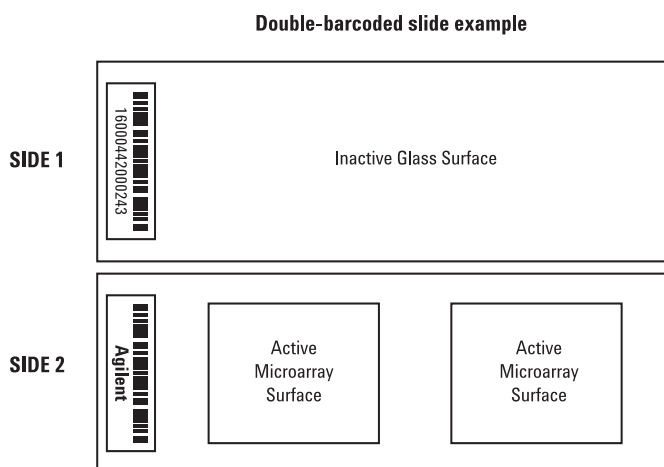 Double-barcoded slide example
SIDE 1
16000442000243
Inactive Glass Surface
SIDE 2
Agilent
Active
Microarray
Surface
Active
Microarray
Surface